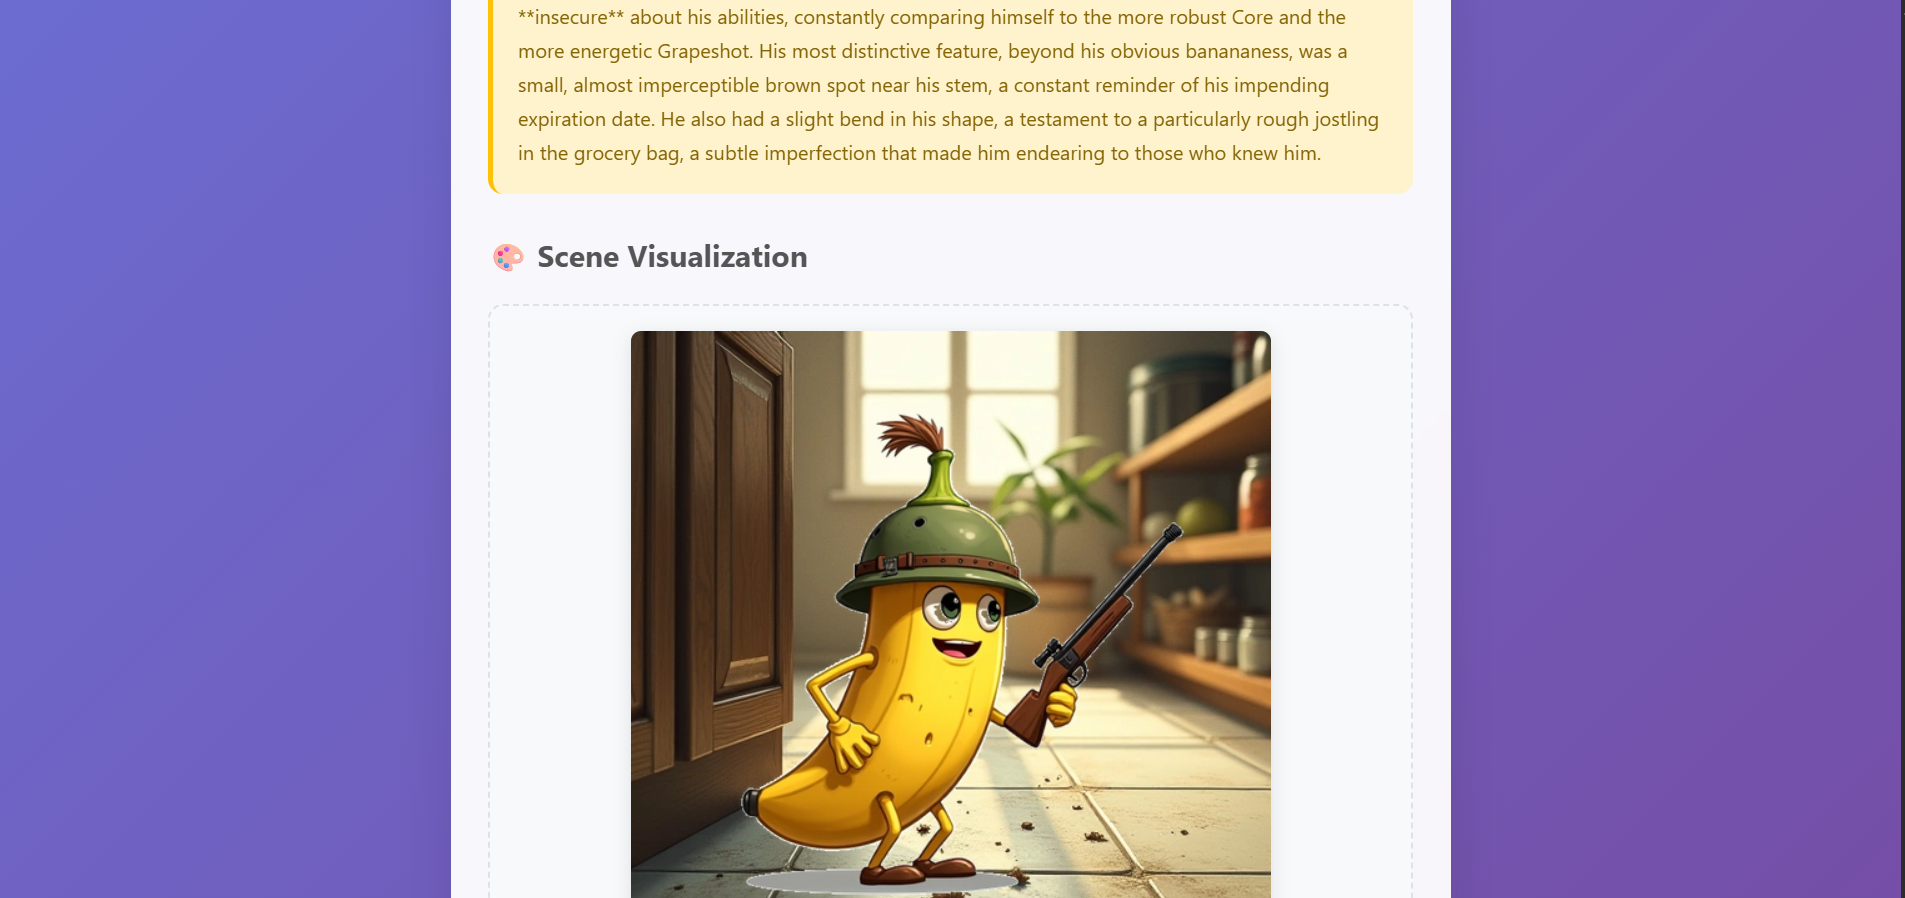 **insecure** about his abilities, constantly comparing himself to the more robust Core and the
more energetic Grapeshot. His most distinctive feature, beyond his obvious banananess, was a
small, almost imperceptible brown spot near his stem, a constant reminder of his impending
expiration date. He also had a slight bend in his shape, a testament to a particularly rough jostling
in the grocery bag, a subtle imperfection that made him endearing to those who knew him.
🎨 Scene Visualization